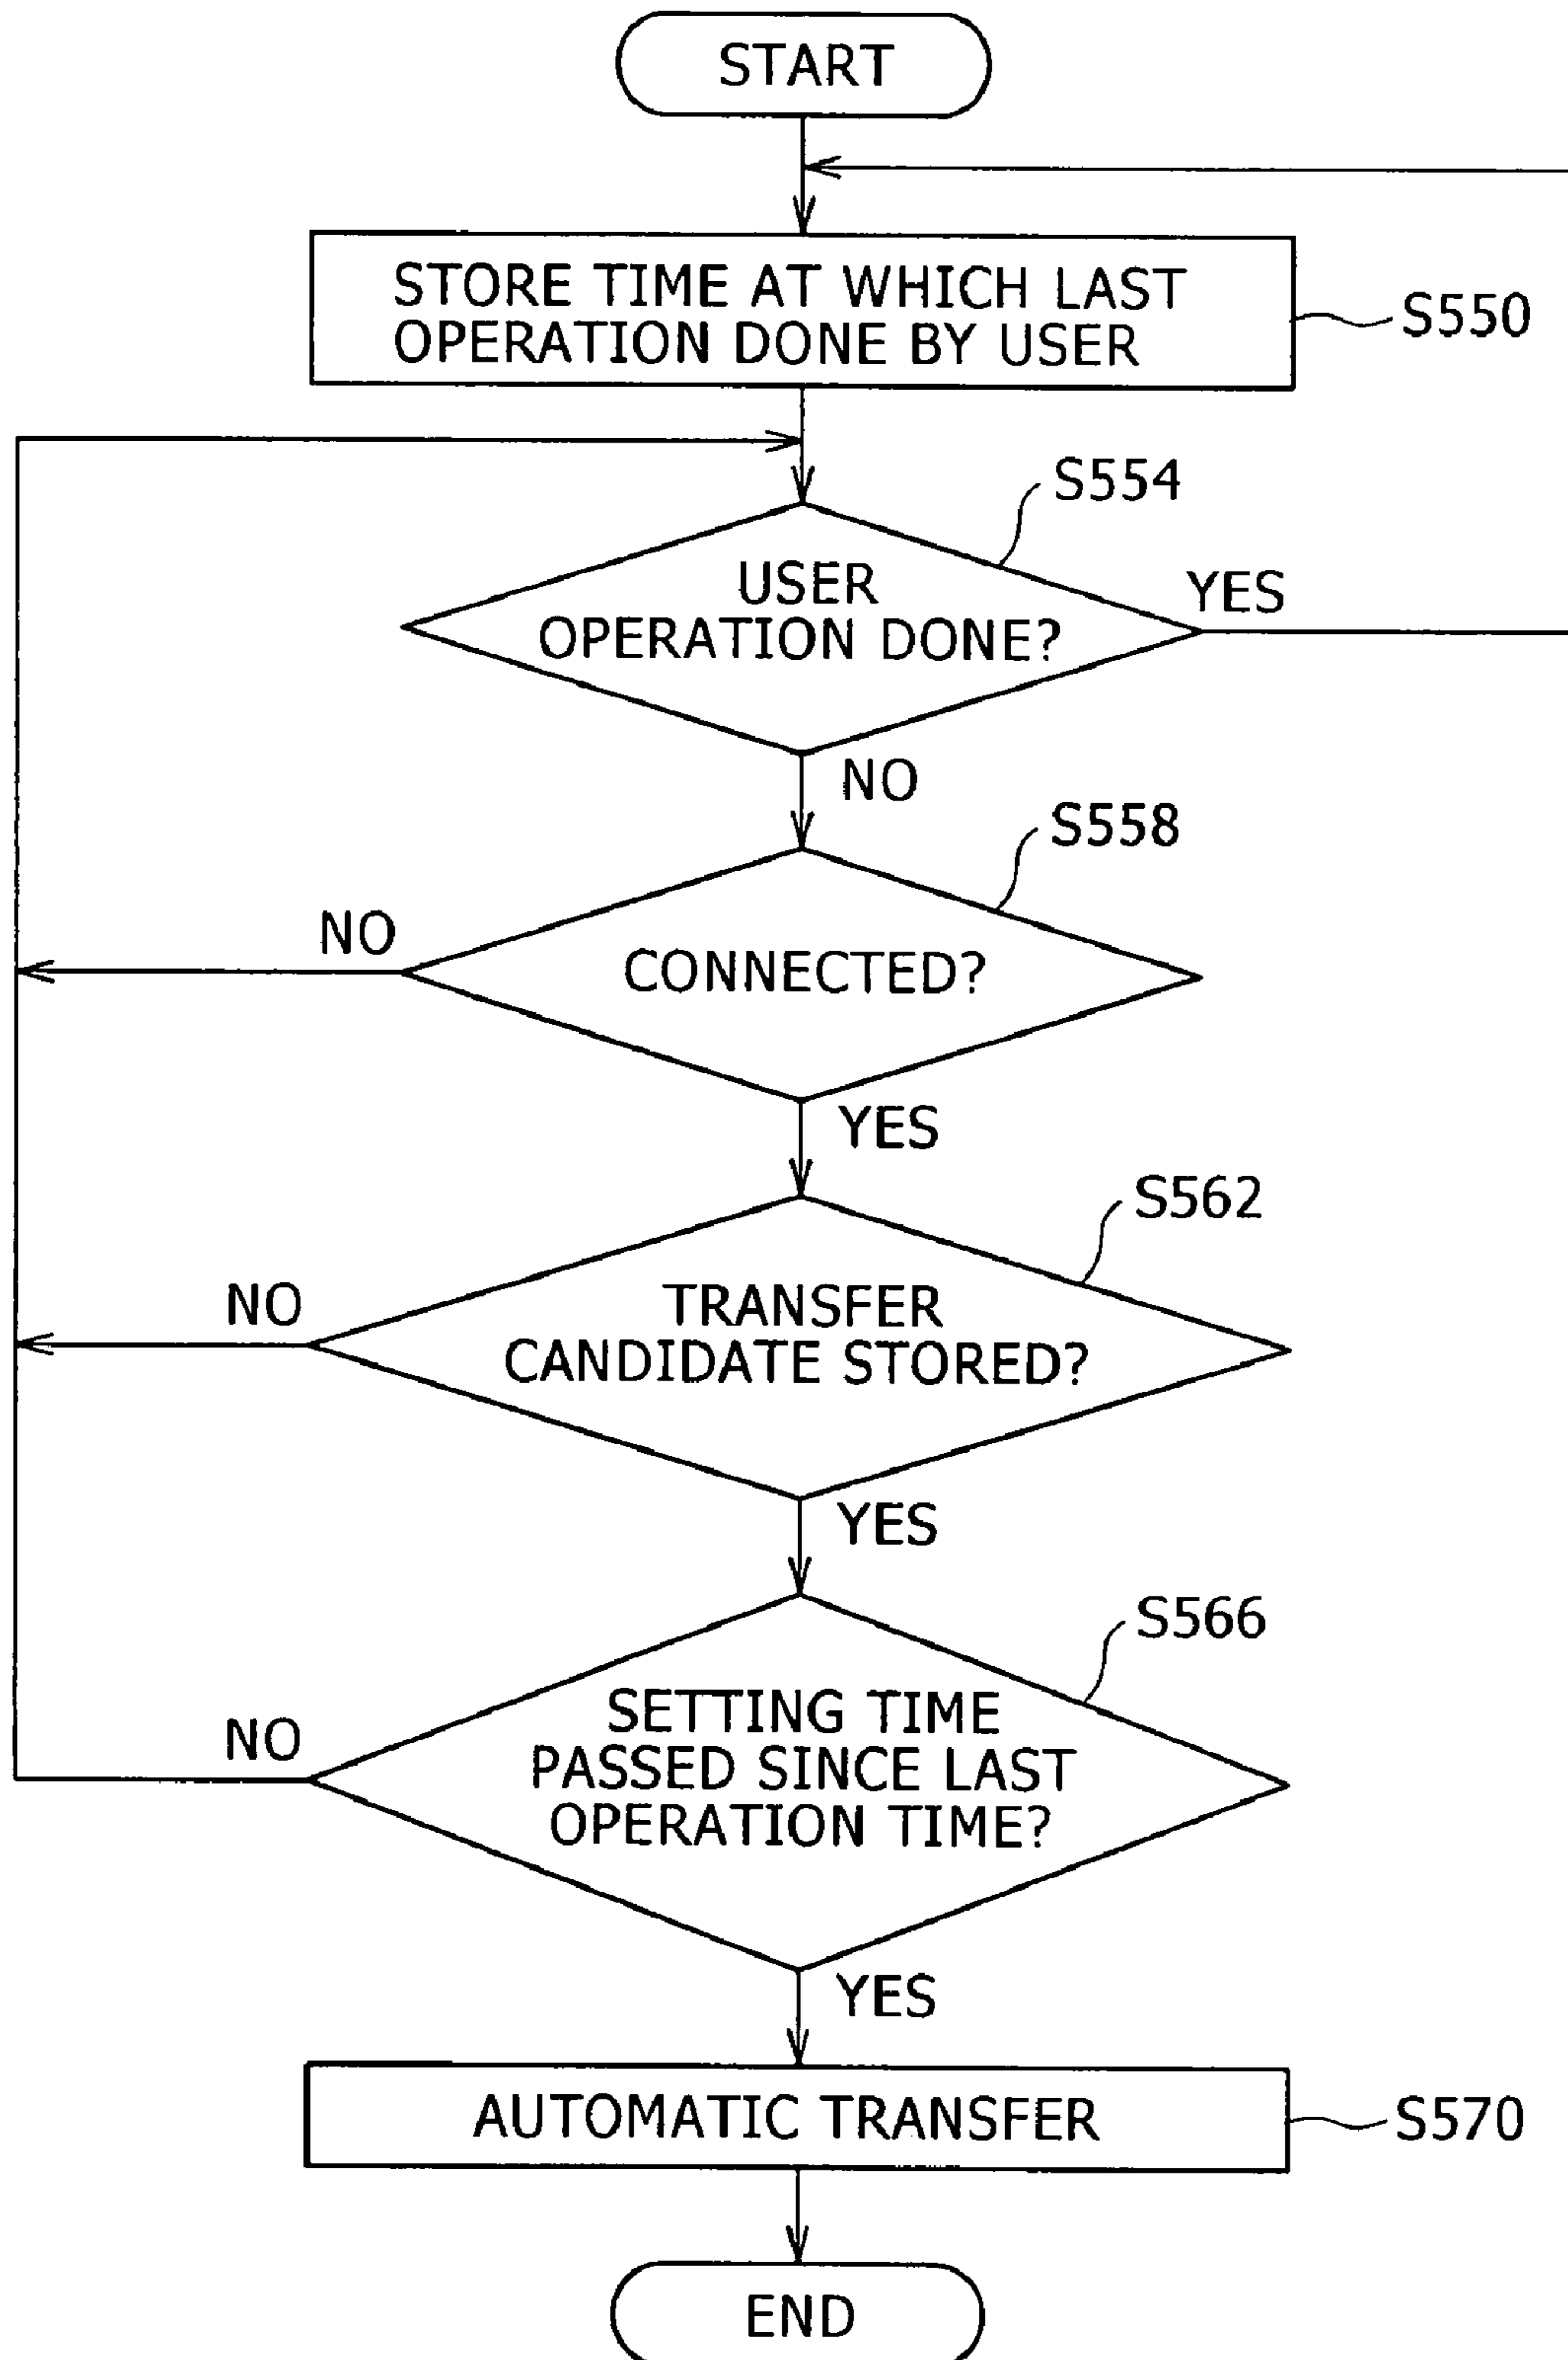 START
STORE TIME AT WHICH LAST
OPERATION DONE BY USER
S550
S554
USER
OPERATION DONE?
YES
NO
S558
CONNECTED?
NO
YES
S562
TRANSFER
CANDIDATE STORED?
NO
YES
S566
SETTING TIME
PASSED SINCE LAST
OPERATION TIME?
NO
YES
AUTOMATIC TRANSFER
S570
END